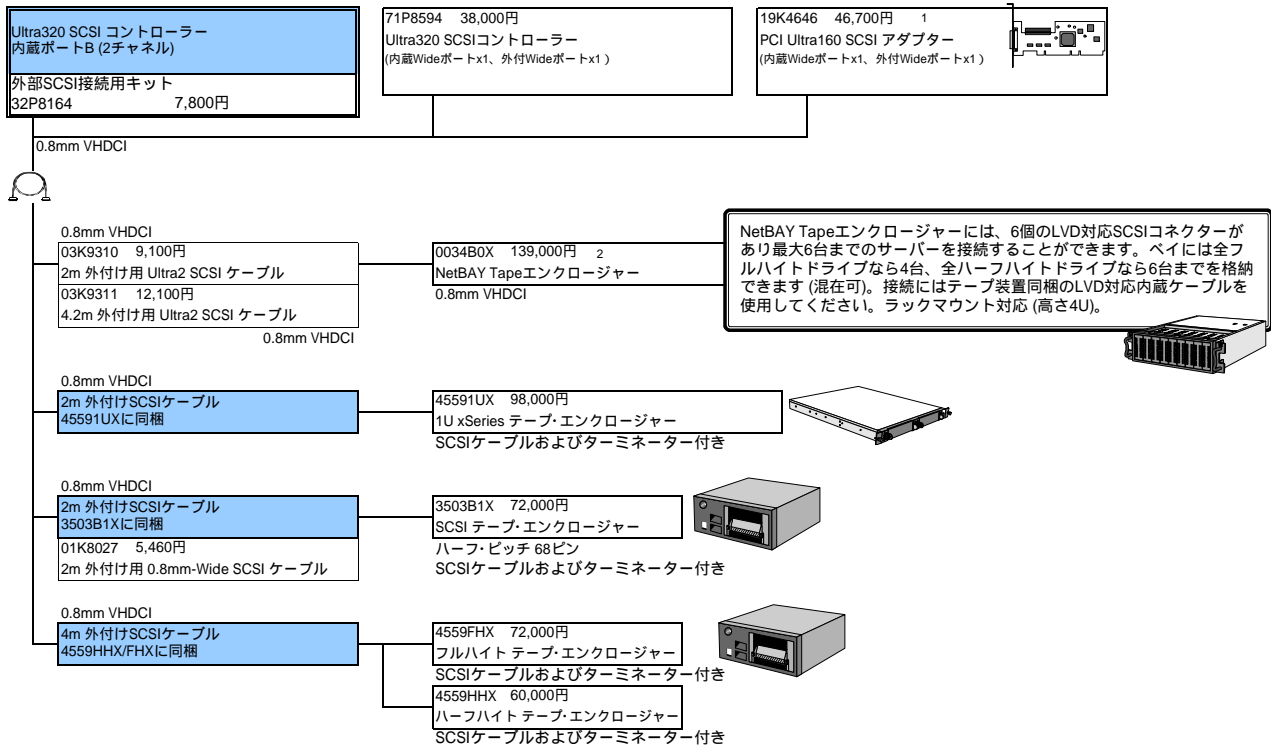 Ultra320 SCSI コントローラー
内蔵ポートB (2チャネル)
外部SCSI接続用キット
32P8164 7,800円
71P8594 38,000円
Ultra320 SCSIコントローラー
(内蔵Wideポートx1、外付Wideポートx1 )
19K4646 46,700円 1
PCI Ultra160 SCSI アダプター
(内蔵Wideポートx1、外付Wideポートx1 )
0.8mm VHDCI
0.8mm VHDCI
03K9310 9,100円
2m 外付け用 Ultra2 SCSI ケーブル
03K9311 12,100円
4.2m 外付け用 Ultra2 SCSI ケーブル
0.8mm VHDCI
0034B0X 139,000円 2
NetBAY Tapeエンクロージャー
0.8mm VHDCI
NetBAY Tapeエンクロージャーには、6個のLVD対応SCSIコネクターが
あり最大6台までのサーバーを接続することができます。ベイには全フ
ルハイトドライブなら4台、全ハーフハイトドライブなら6台までを格納
できます (混在可)。接続にはテープ装置同梱のLVD対応内蔵ケーブルを
使用してください。ラックマウント対応 (高さ4U)。
0.8mm VHDCI
2m 外付けSCSIケーブル
45591UXに同梱
45591UX 98,000円
1U xSeries テープ・エンクロージャー
SCSIケーブルおよびターミネーター付き
0.8mm VHDCI
2m 外付けSCSIケーブル
3503B1Xに同梱
01K8027 5,460円
2m 外付け用 0.8mm-Wide SCSI ケーブル
3503B1X 72,000円
SCSI テープ・エンクロージャー
ハーフ・ピッチ 68ピン
SCSIケーブルおよびターミネーター付き
0.8mm VHDCI
4m 外付けSCSIケーブル
4559HHX/FHXに同梱
4559FHX 72,000円
フルハイト テープ・エンクロージャー
SCSIケーブルおよびターミネーター付き
4559HHX 60,000円
ハーフハイト テープ・エンクロージャー
SCSIケーブルおよびターミネーター付き